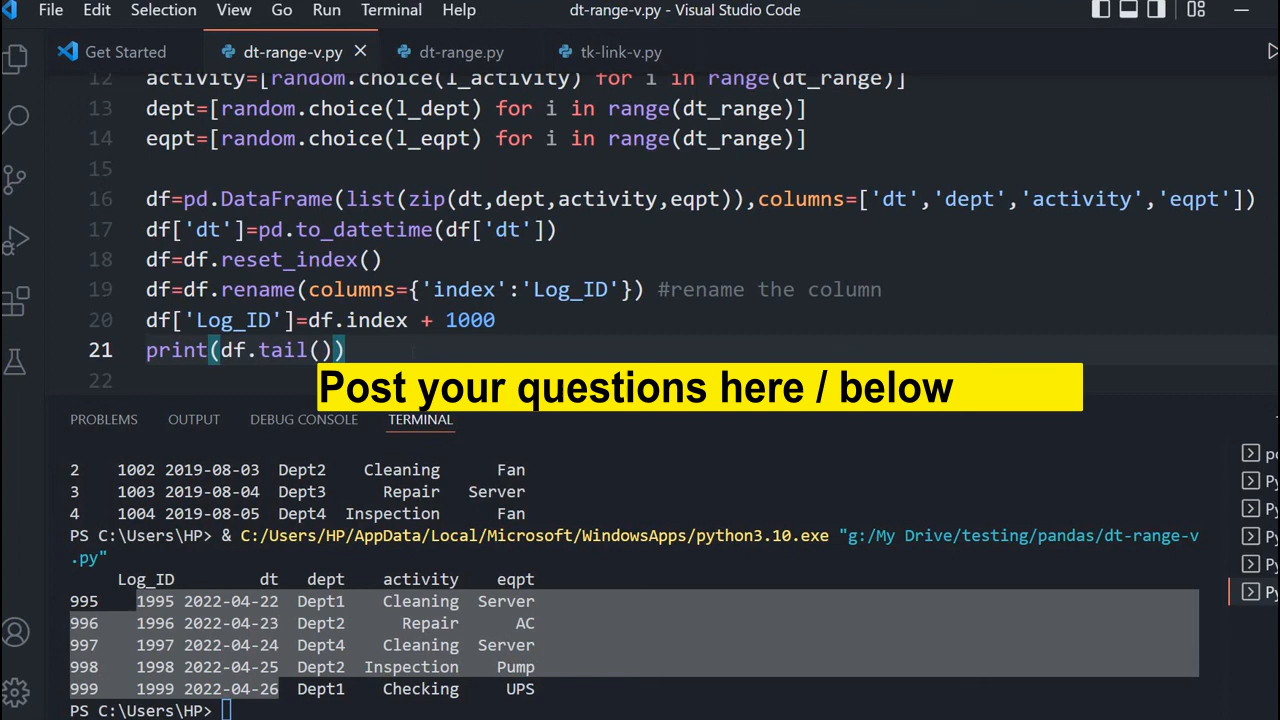 File Edit Selection View Go Run Terminal Help dt-range-v.py - Visual Studio Code
Get Started dt-range-v.py dt-range.py tk-link-v.py
12 activity=[random.choice(l_activity) for i in range(dt_range)]
13 dept=[random.choice(l_dept) for i in range(dt_range)]
14 eqpt=[random.choice(l_eqpt) for i in range(dt_range)]
15
16 df=pd.DataFrame(list(zip(dt,dept,activity,eqpt)),columns=['dt','dept','activity','eqpt'])
17 df['dt']=pd.to_datetime(df['dt'])
18 df=df.reset_index()
19 df=df.rename(columns={'index':'Log_ID'}) #rename the column
20 df['Log_ID']=df.index + 1000
21 print(df.tail())
22
Post your questions here / below
PROBLEMS OUTPUT DEBUG CONSOLE TERMINAL
2 1002 2019-08-03 Dept2 Cleaning Fan
3 1003 2019-08-04 Dept3 Repair Server
4 1004 2019-08-05 Dept4 Inspection Fan
PS C:\Users\HP> & C:/Users/HP/AppData/Local/Microsoft/WindowsApps/python3.10.exe "g:/My Drive/testing/pandas/dt-range-v
.py"
Log_ID dt dept activity eqpt
995 1995 2022-04-22 Dept1 Cleaning Server
996 1996 2022-04-23 Dept2 Repair AC
997 1997 2022-04-24 Dept4 Cleaning Server
998 1998 2022-04-25 Dept2 Inspection Pump
999 1999 2022-04-26 Dept1 Checking UPS
PS C:\Users\HP>